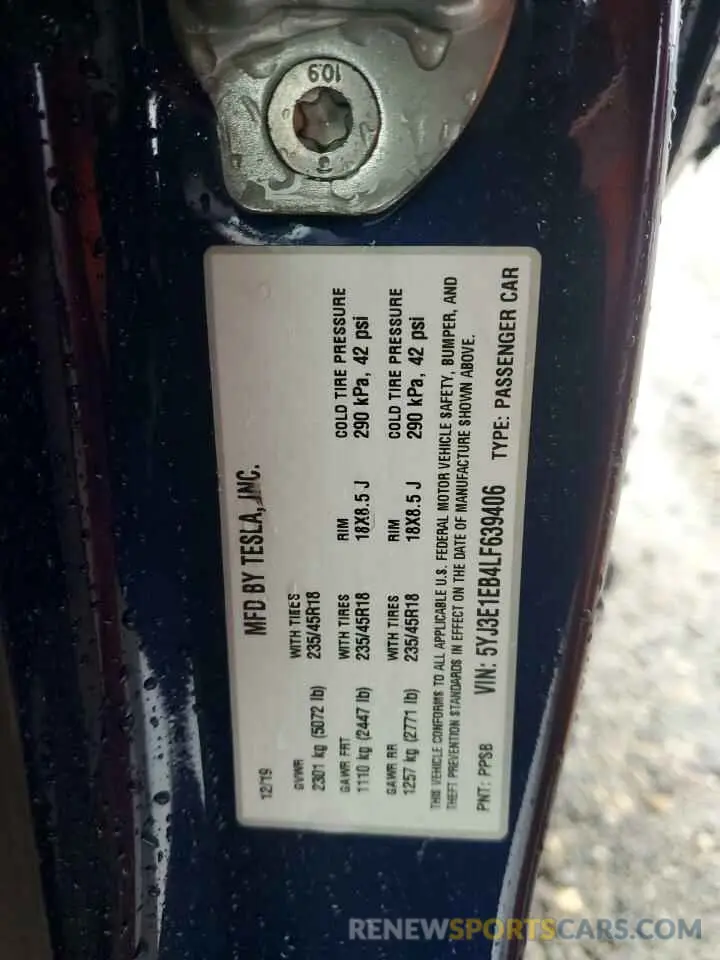 10.9
MFD BY TESLA, INC.
12/19
GVWR WITH TIRES
2301 kg (5072 lb) 235/45R18
GAWR FRT WITH TIRES RIM COLD TIRE PRESSURE
1110 kg (2447 lb) 235/45R18 18X8.5 J 290 kPa, 42 psi
GAWR RR WITH TIRES RIM COLD TIRE PRESSURE
1257 kg (2771 lb) 235/45R18 18X8.5 J 290 kPa, 42 psi
THIS VEHICLE CONFORMS TO ALL APPLICABLE U.S. FEDERAL MOTOR VEHICLE SAFETY, BUMPER, AND
THEFT PREVENTION STANDARDS IN EFFECT ON THE DATE OF MANUFACTURE SHOWN ABOVE.
PNT: PPSB VIN: 5YJ3E1EB4LF639406 TYPE: PASSENGER CAR
RENEWSPORTSCARS.COM